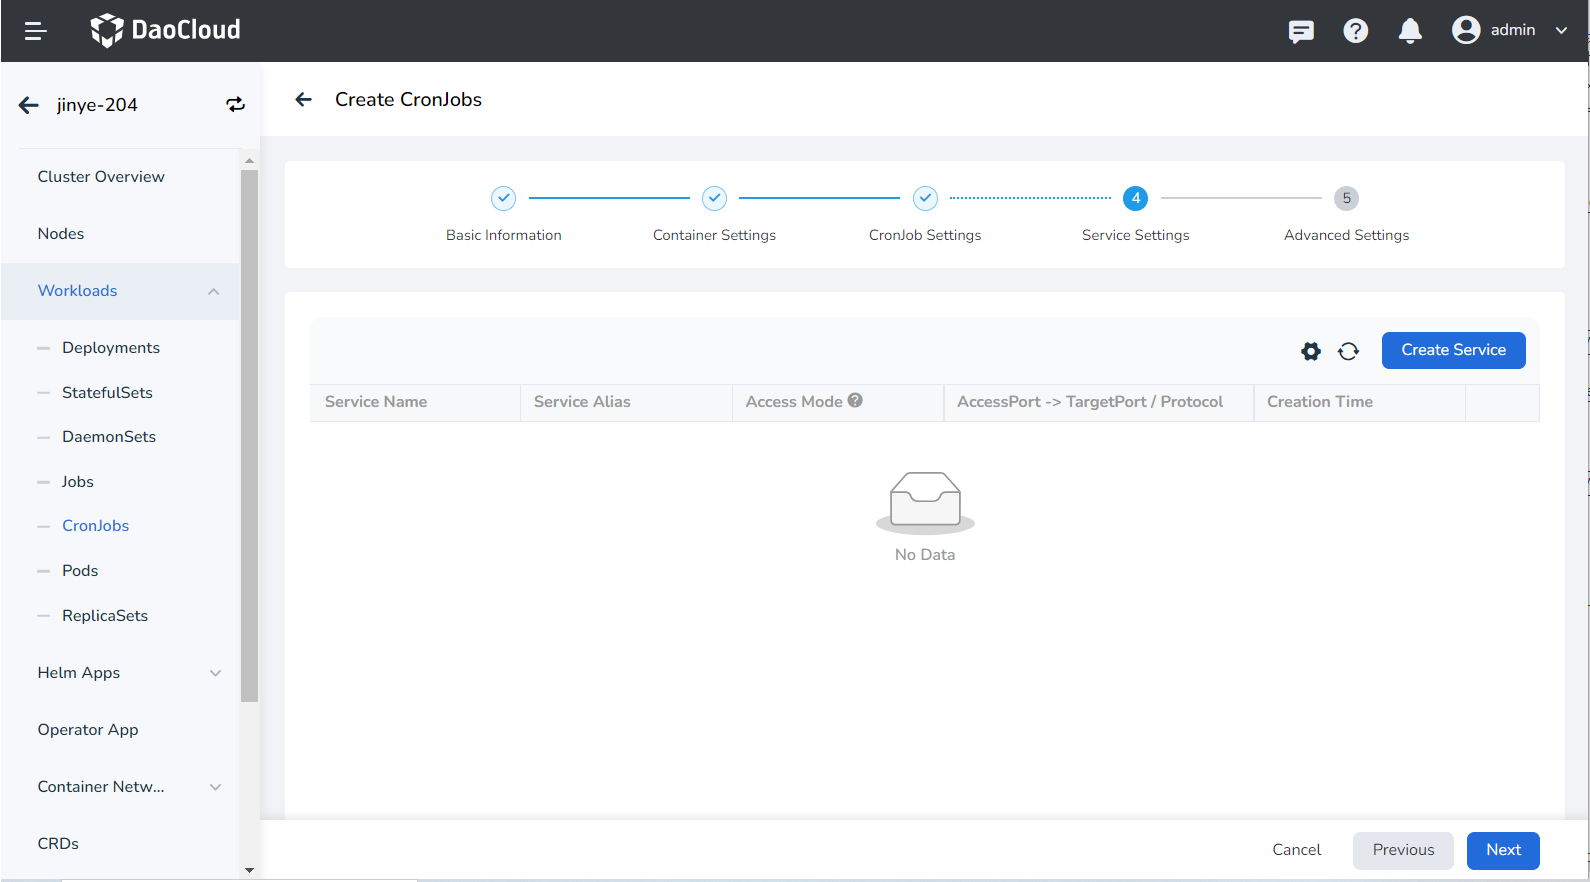 DaoCloud
admin
jinye-204
Create CronJobs
Cluster Overview
Nodes
Workloads
Deployments
StatefulSets
DaemonSets
Jobs
CronJobs
Pods
ReplicaSets
Helm Apps
Operator App
Container Netw...
CRDs
4
5
Basic Information
Container Settings
CronJob Settings
Service Settings
Advanced Settings
Create Service
Service Name
Service Alias
Access Mode
AccessPort -> TargetPort / Protocol
Creation Time
No Data
Cancel
Previous
Next